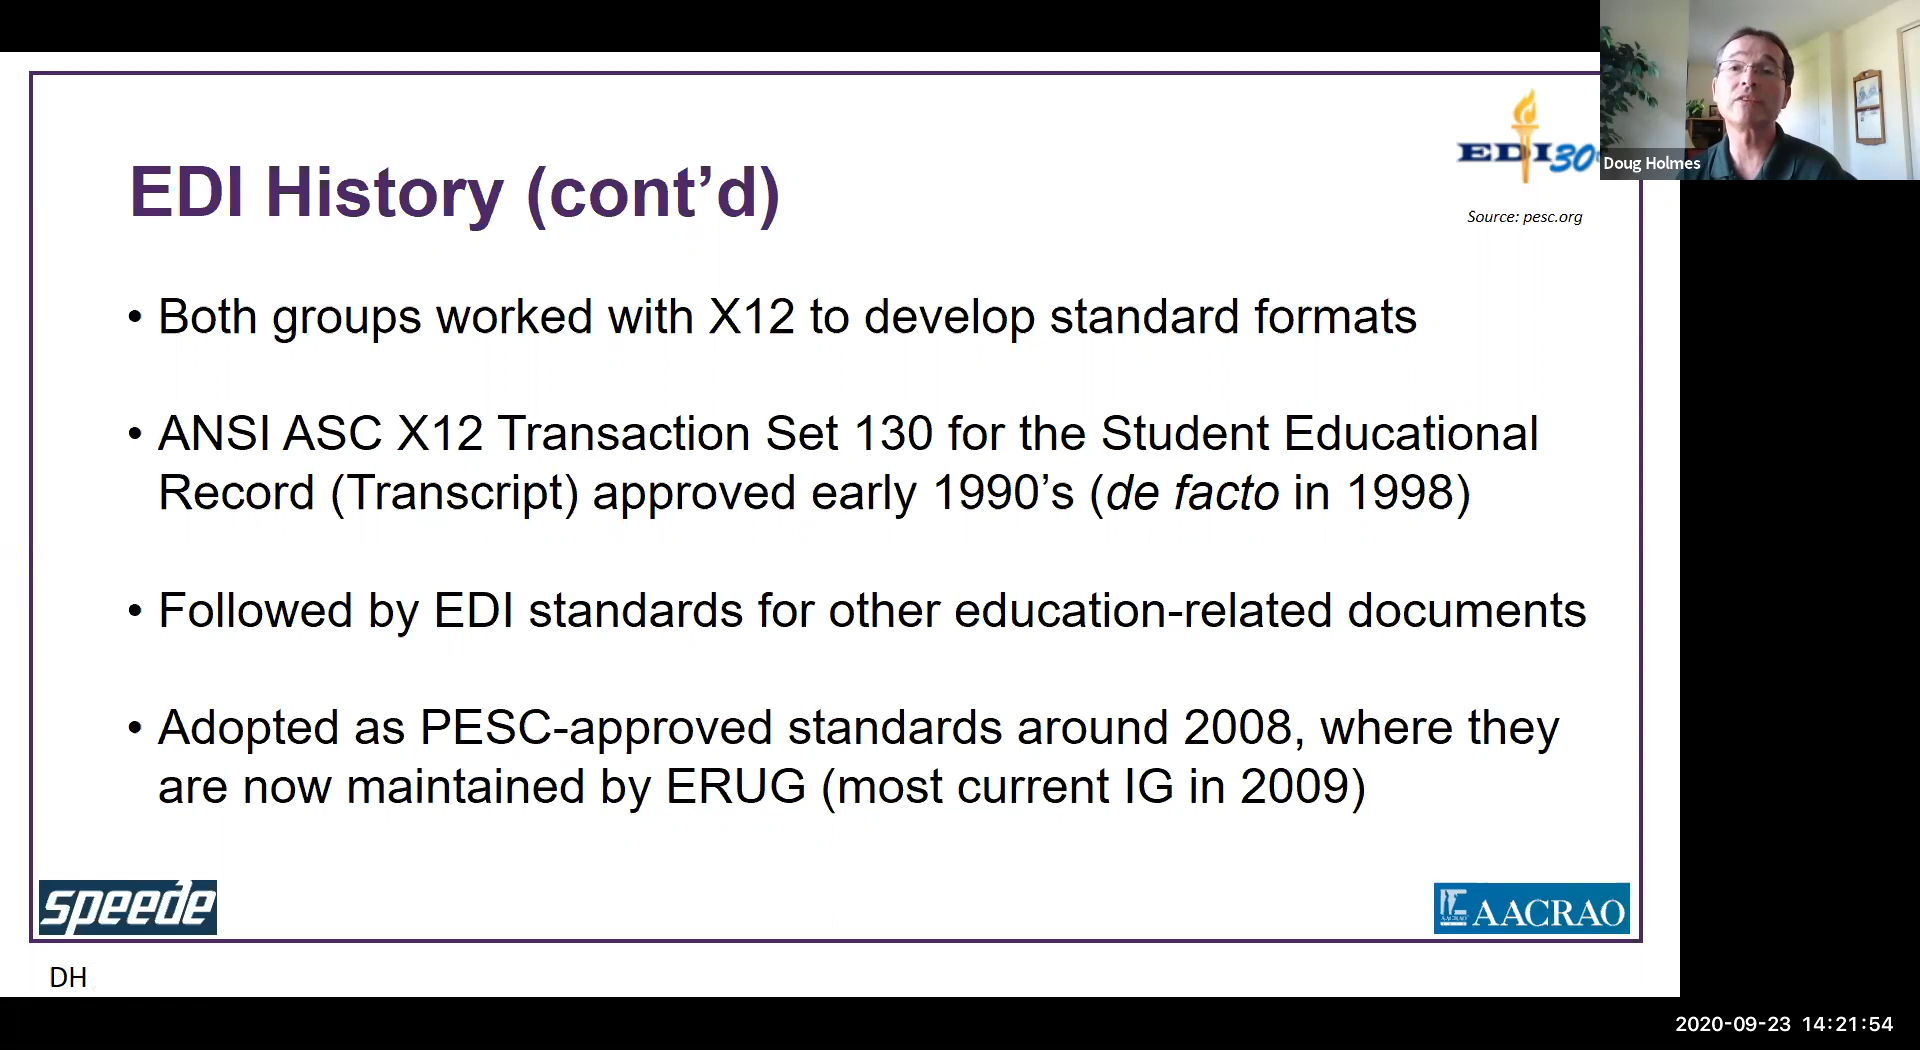 EDI30
Doug Holmes
Source: pesc.org
EDI History (cont’d)
• Both groups worked with X12 to develop standard formats
• ANSI ASC X12 Transaction Set 130 for the Student Educational
Record (Transcript) approved early 1990’s (de facto in 1998)
• Followed by EDI standards for other education-related documents
• Adopted as PESC-approved standards around 2008, where they
are now maintained by ERUG (most current IG in 2009)
speede
AACRAO
DH
2020-09-23 14:21:54